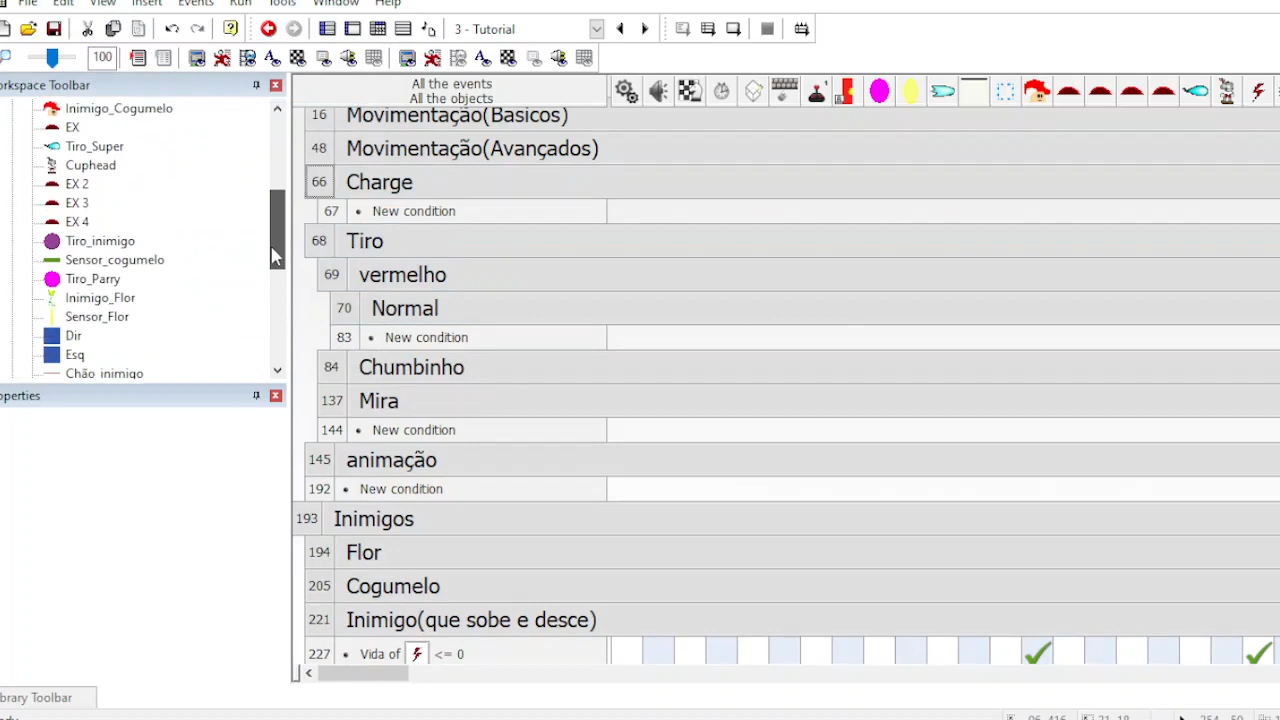 File Edit View Insert Events Run Tools Window Help
3 - Tutorial
100
orkspace Toolbar
All the events
All the objects
Inimigo_Cogumelo
EX
Tiro_Super
Cuphead
EX 2
EX 3
EX 4
Tiro_inimigo
Sensor_cogumelo
Tiro_Parry
Inimigo_Flor
Sensor_Flor
Dir
Esq
Chão inimigo
operties
16 Movimentação(Basicos)
48 Movimentação(Avançados)
66 Charge
67 • New condition
68 Tiro
69 vermelho
70 Normal
83 • New condition
84 Chumbinho
137 Mira
144 • New condition
145 animação
192 • New condition
193 Inimigos
194 Flor
205 Cogumelo
221 Inimigo(que sobe e desce)
227 • Vida of <= 0
brary Toolbar